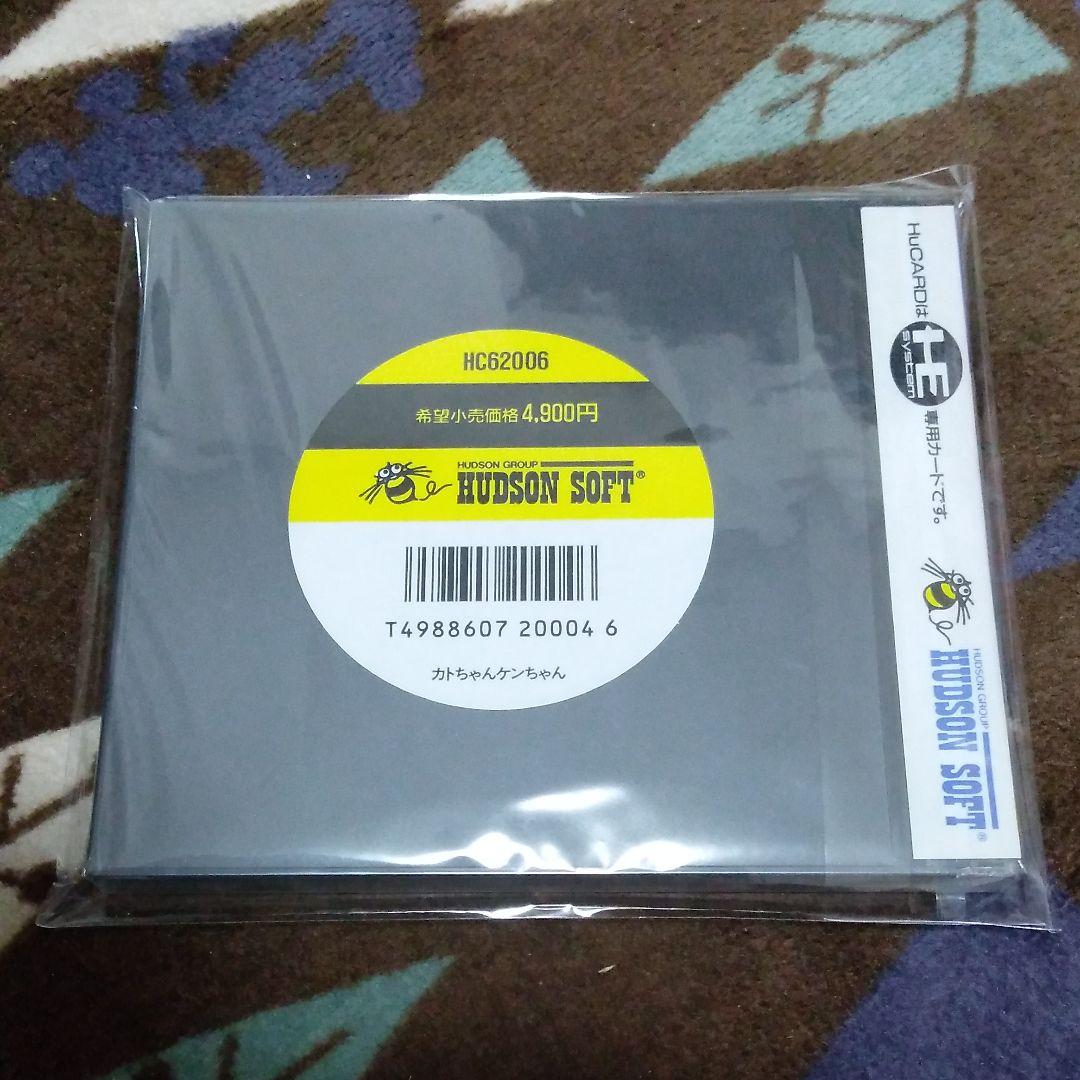 HC62006
希望小売価格4,900円
HUDSON GROUP
HUDSON SOFT®
T4988607 20004 6
カトちゃんケンちゃん
HuCARDは HE system 専用カードです。
HUDSON GROUP
HUDSON SOFT®